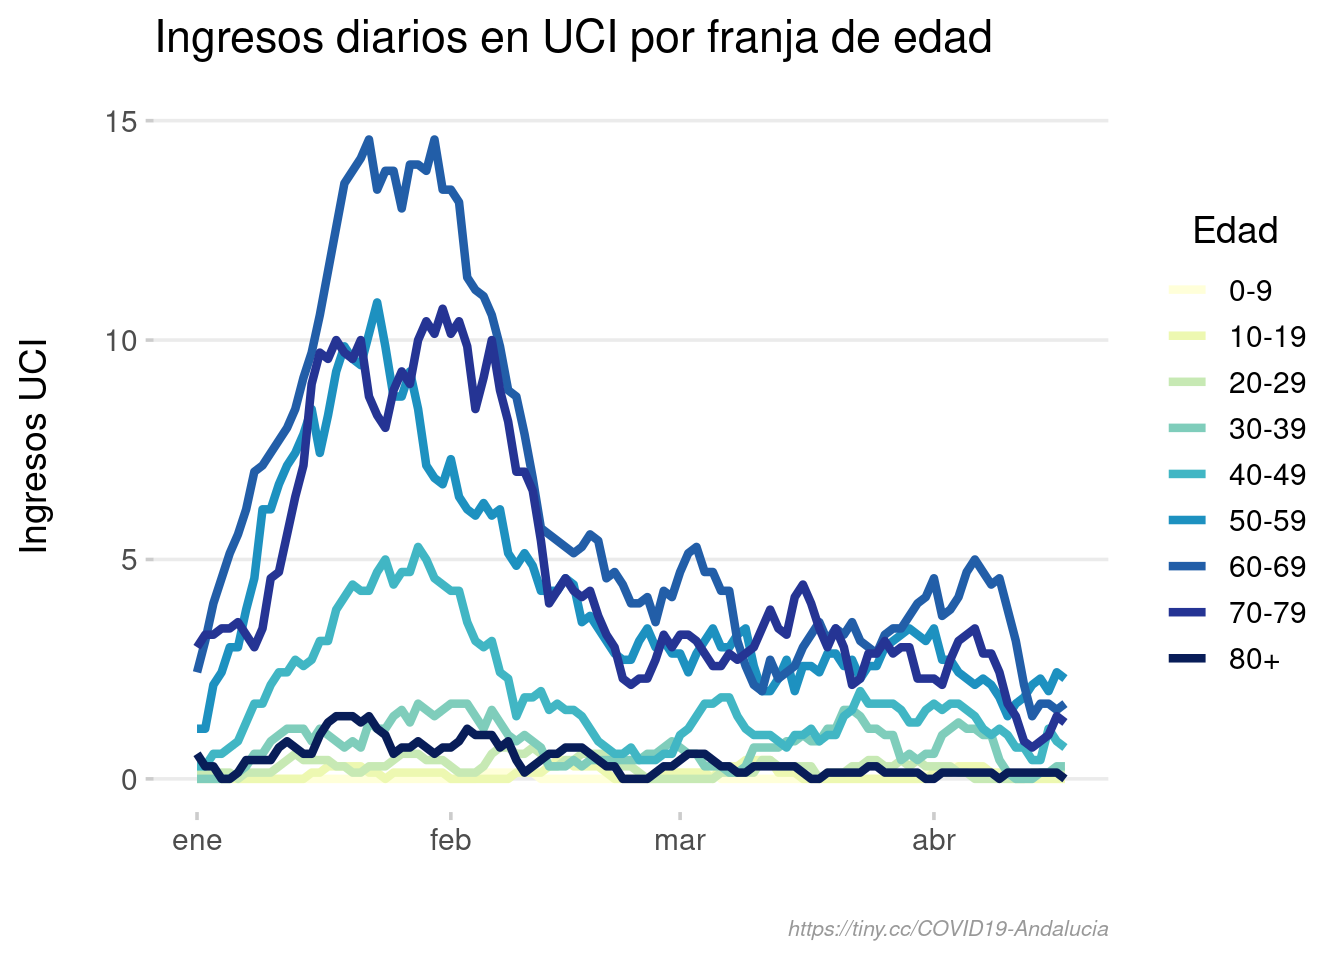 Ingresos diarios en UCI por franja de edad
15
10
5
0
Ingresos UCI
ene feb mar abr
Edad
0-9
10-19
20-29
30-39
40-49
50-59
60-69
70-79
80+
https://tiny.cc/COVID19-Andalucia